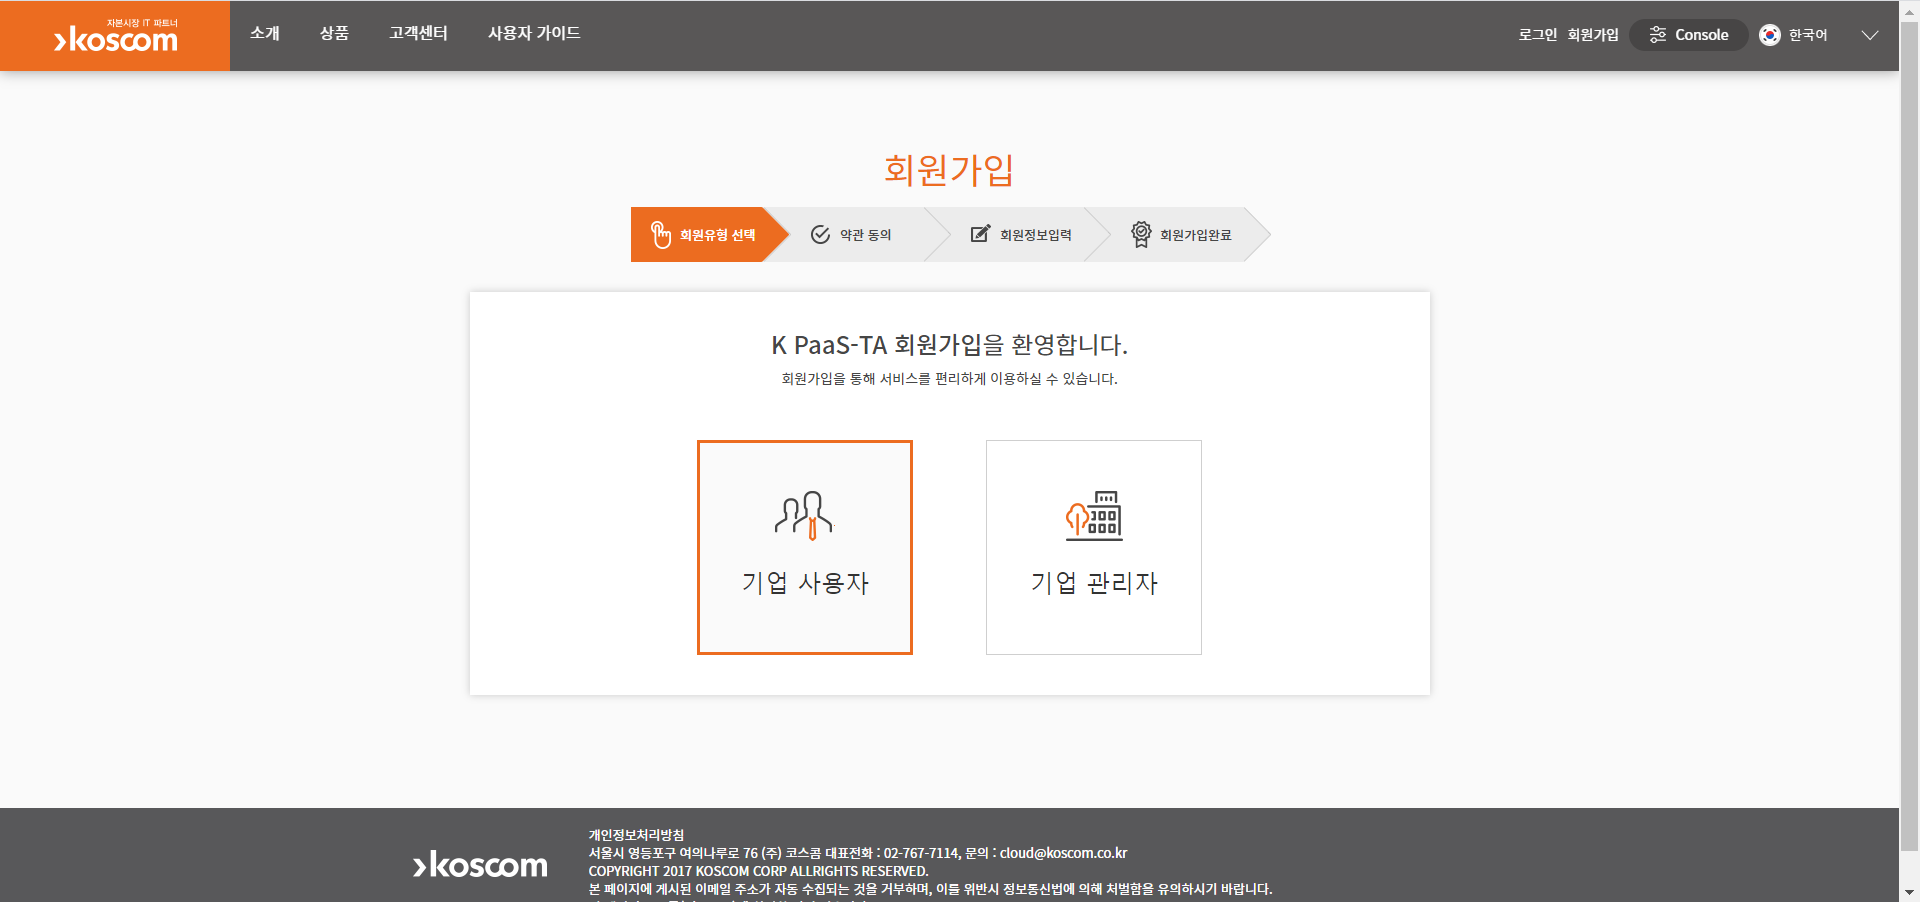 자본시장 IT 파트너
koscom
소개 상품 고객센터 사용자 가이드
로그인 회원가입 Console 한국어
회원가입
회원유형 선택 약관 동의 회원정보입력 회원가입완료
K PaaS-TA 회원가입을 환영합니다.
회원가입을 통해 서비스를 편리하게 이용하실 수 있습니다.
기업 사용자 기업 관리자
koscom
개인정보처리방침
서울시 영등포구 여의나루로 76 (주) 코스콤 대표전화 : 02-767-7114, 문의 : cloud@koscom.co.kr
COPYRIGHT 2017 KOSCOM CORP ALLRIGHTS RESERVED.
본 페이지에 게시된 이메일 주소가 자동 수집되는 것을 거부하며, 이를 위반시 정보통신법에 의해 처벌함을 유의하시기 바랍니다.